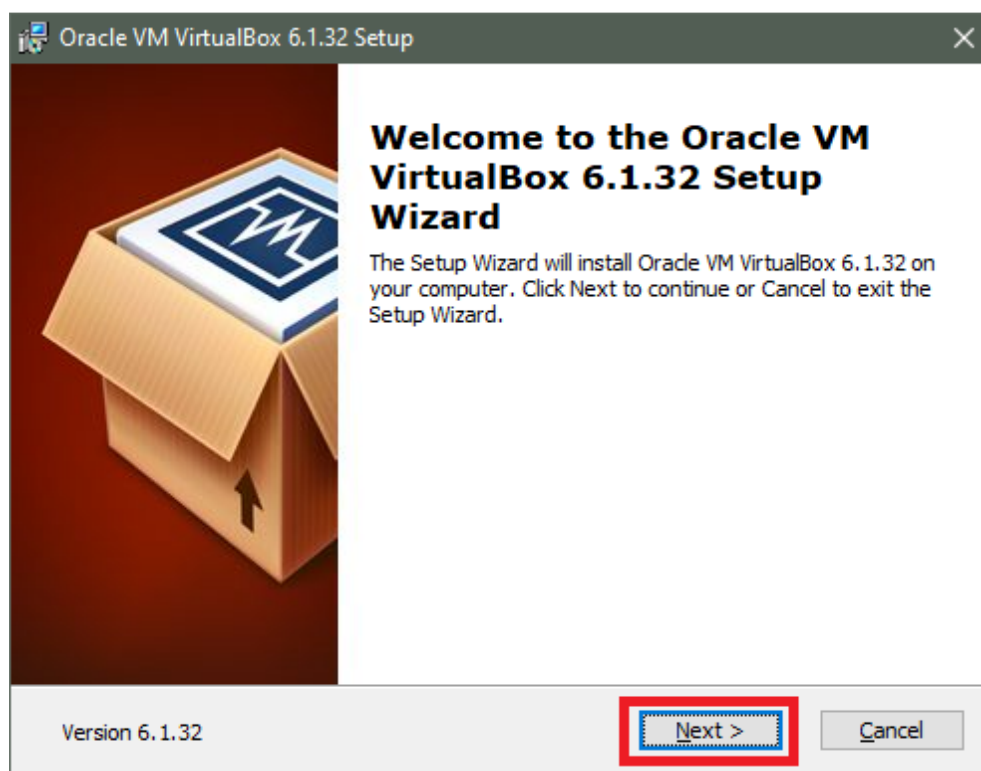 Oracle VM VirtualBox 6.1.32 Setup
Welcome to the Oracle VM
VirtualBox 6.1.32 Setup
Wizard
The Setup Wizard will install Oracle VM VirtualBox 6.1.32 on
your computer. Click Next to continue or Cancel to exit the
Setup Wizard.
Version 6.1.32
Next >
Cancel